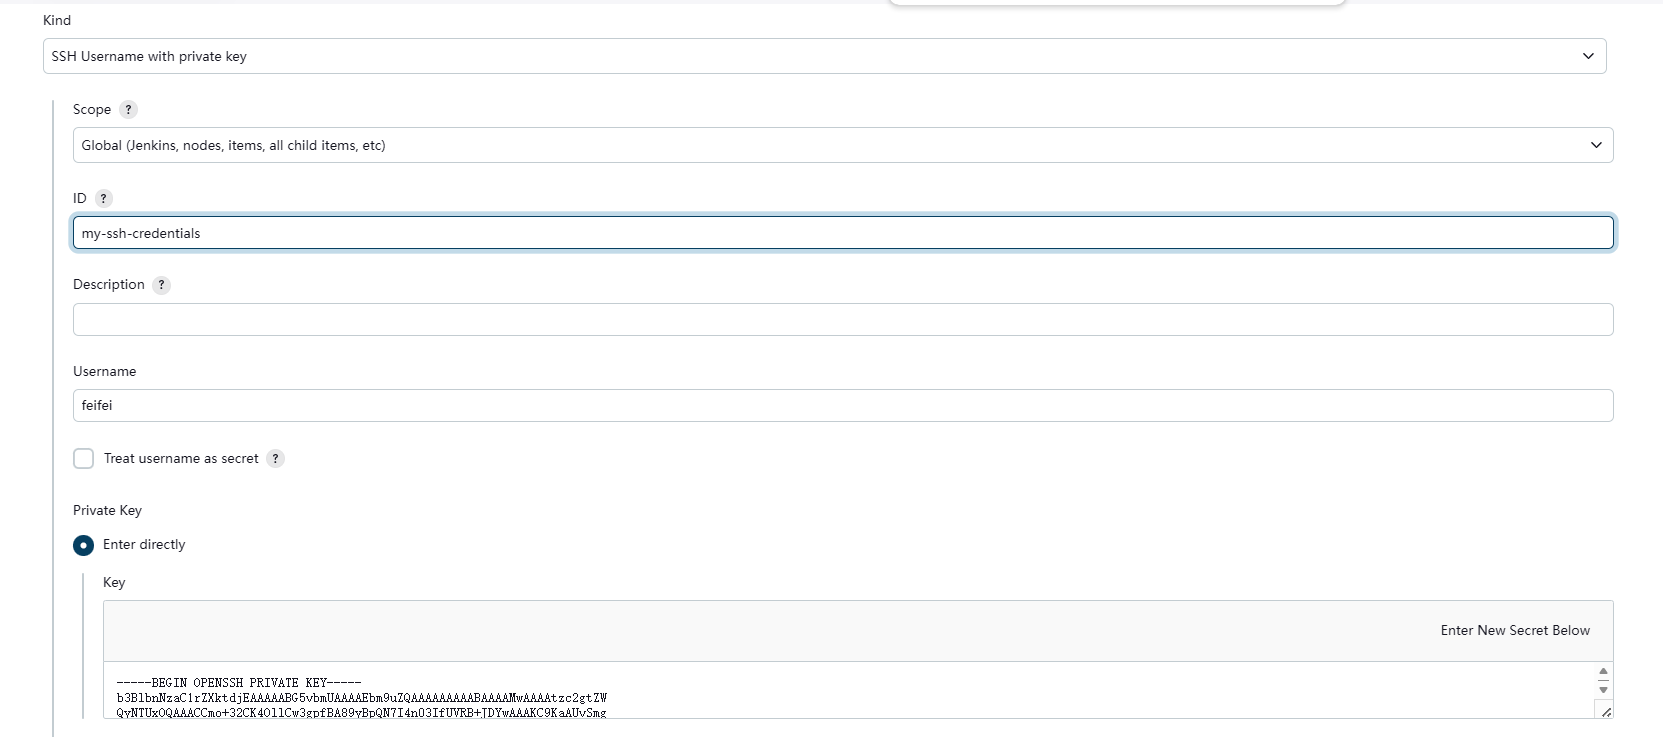 Kind
SSH Username with private key
Scope ?
Global (Jenkins, nodes, items, all child items, etc)
ID ?
my-ssh-credentials
Description ?
Username
feifei
Treat username as secret ?
Private Key
Enter directly
Key
Enter New Secret Below
-----BEGIN OPENSSH PRIVATE KEY-----
b3BlbnNzaC1rZXktdjEAAAAABG5vbmUAAAAEbm9uZQAAAAAAAAABAAAAMwAAAAtzc2gtZW
QyNTUxOQAAACCmo+32CK4OllCw3gpfBA89yBpQN7I4n03IfUVRB+JDYwAAAKC9KaAUvSmg